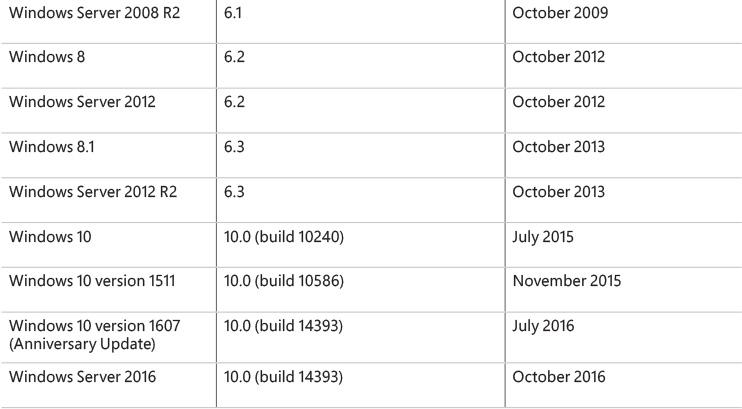 Windows Server 2008 R2 6.1 October 2009
Windows 8 6.2 October 2012
Windows Server 2012 6.2 October 2012
Windows 8.1 6.3 October 2013
Windows Server 2012 R2 6.3 October 2013
Windows 10 10.0 (build 10240) July 2015
Windows 10 version 1511 10.0 (build 10586) November 2015
Windows 10 version 1607 10.0 (build 14393) July 2016
(Anniversary Update)
Windows Server 2016 10.0 (build 14393) October 2016